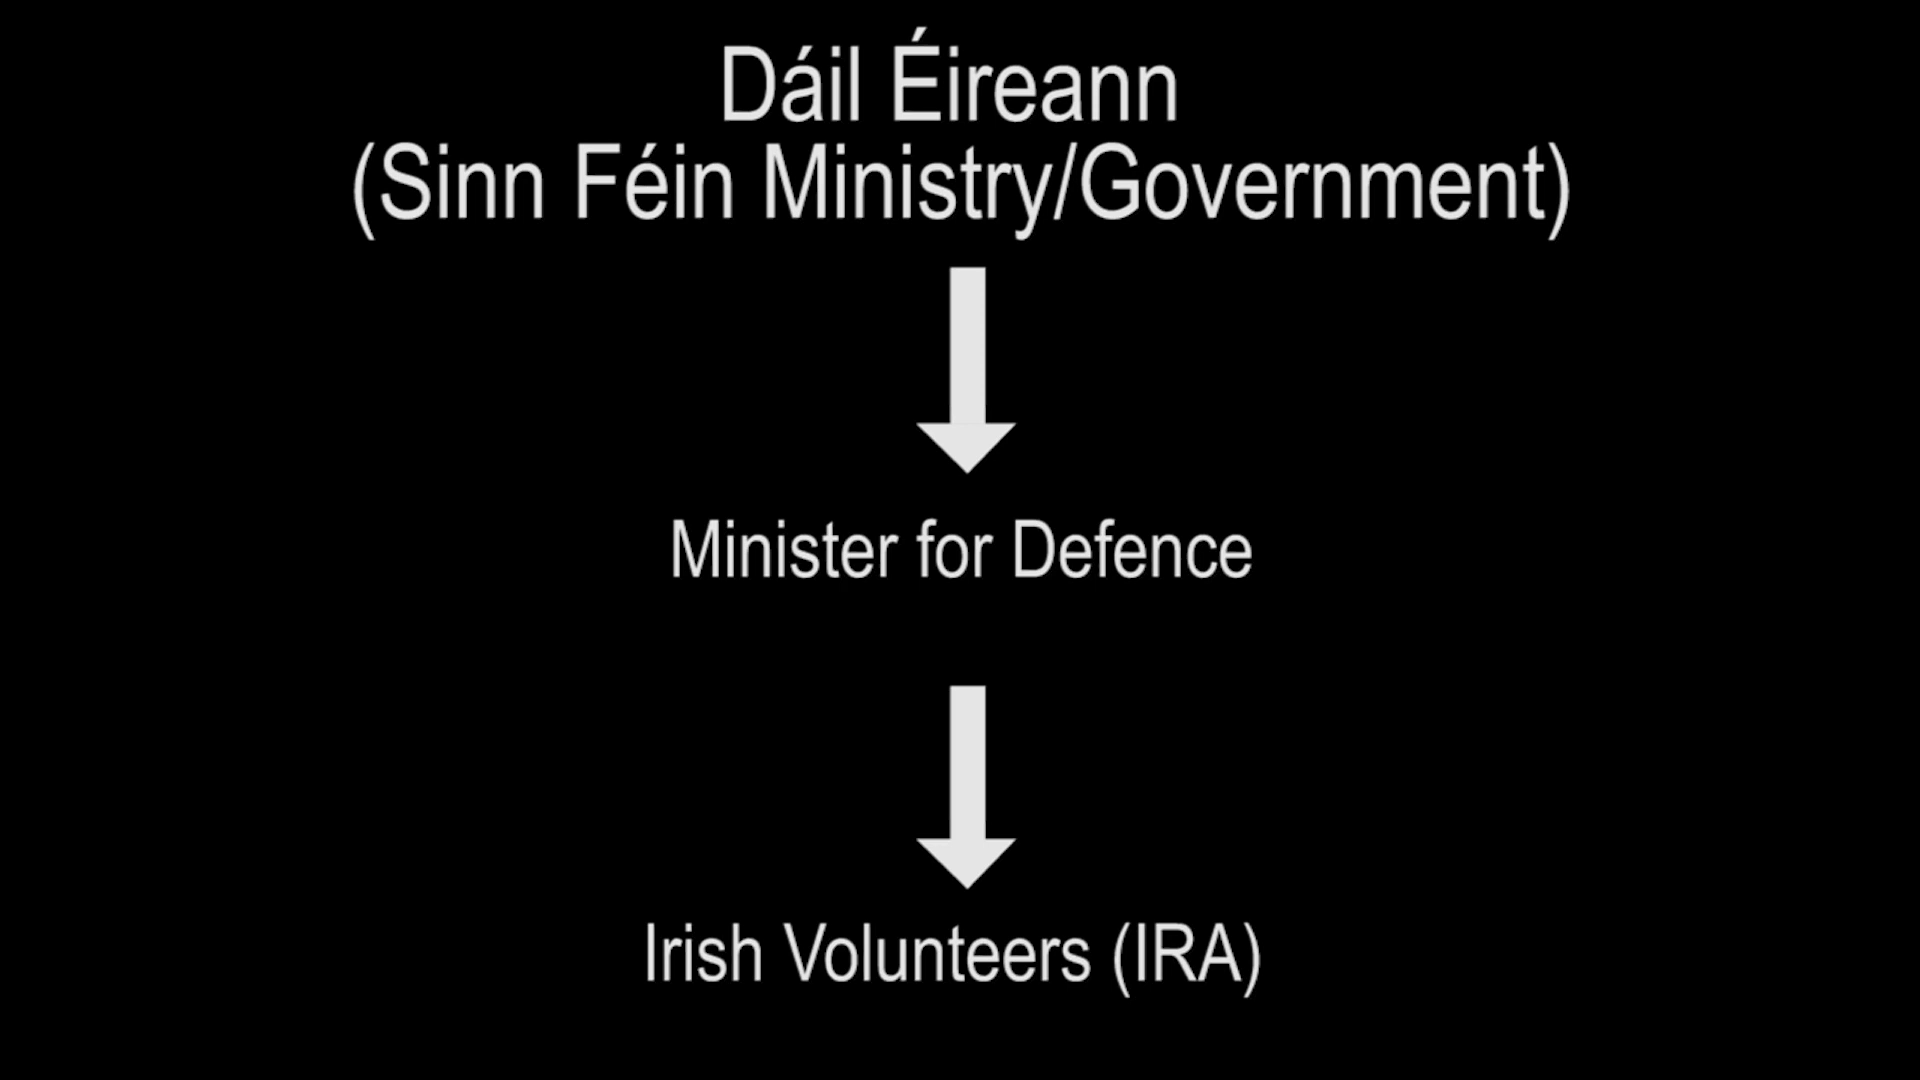 Dáil Éireann
(Sinn Féin Ministry/Government)
Minister for Defence
Irish Volunteers (IRA)